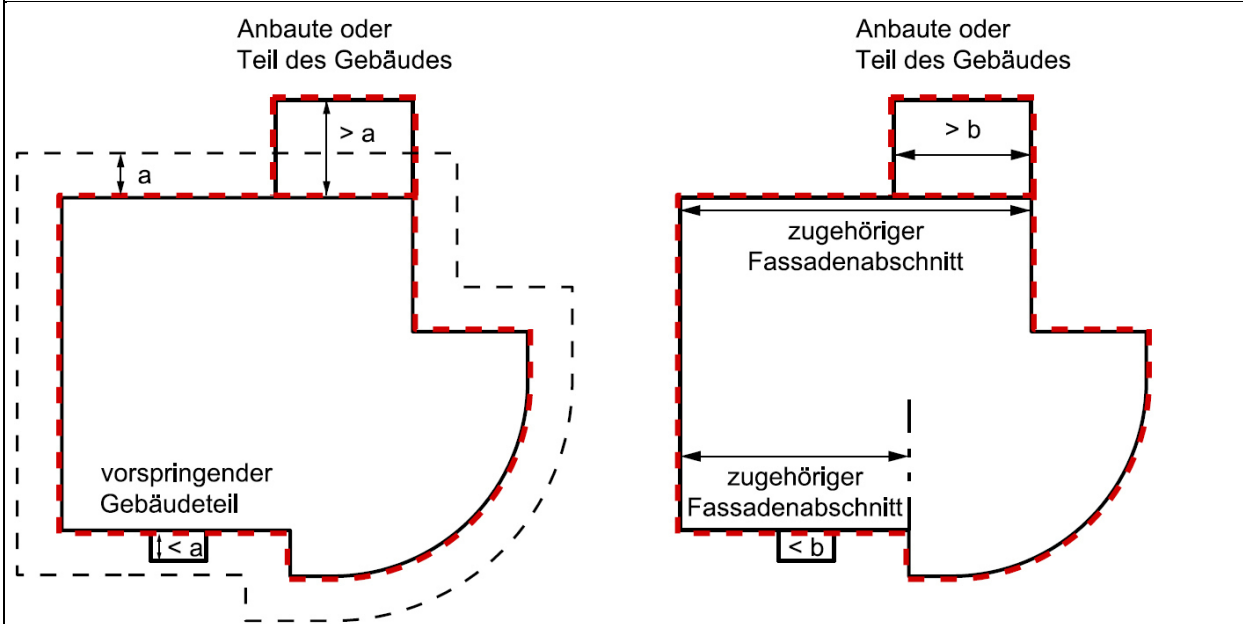 Anbaute oder
Teil des Gebäudes
> a
a
vorspringender
Gebäudeteil
< a
Anbaute oder
Teil des Gebäudes
> b
zugehöriger
Fassadenabschnitt
zugehöriger
Fassadenabschnitt
< b